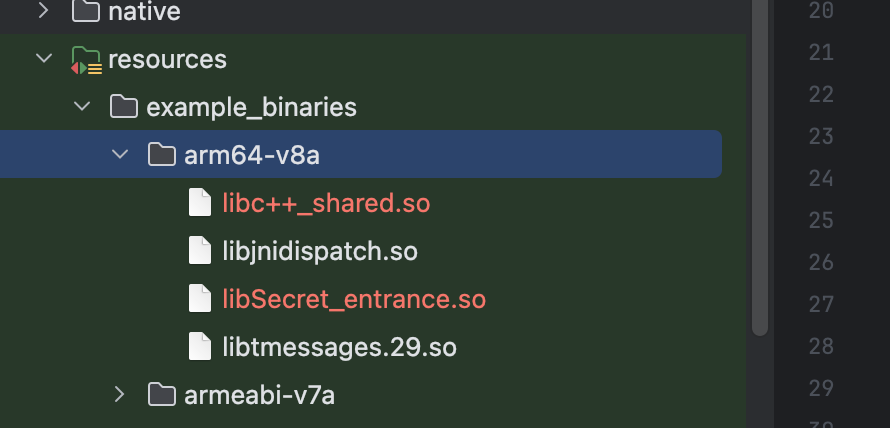 native
20
resources
21
example_binaries
22
23
arm64-v8a
24
libc++_shared.so
25
libjnidispatch.so
26
libSecret_entrance.so
27
libtmessages.29.so
28
armeabi-v7a
29